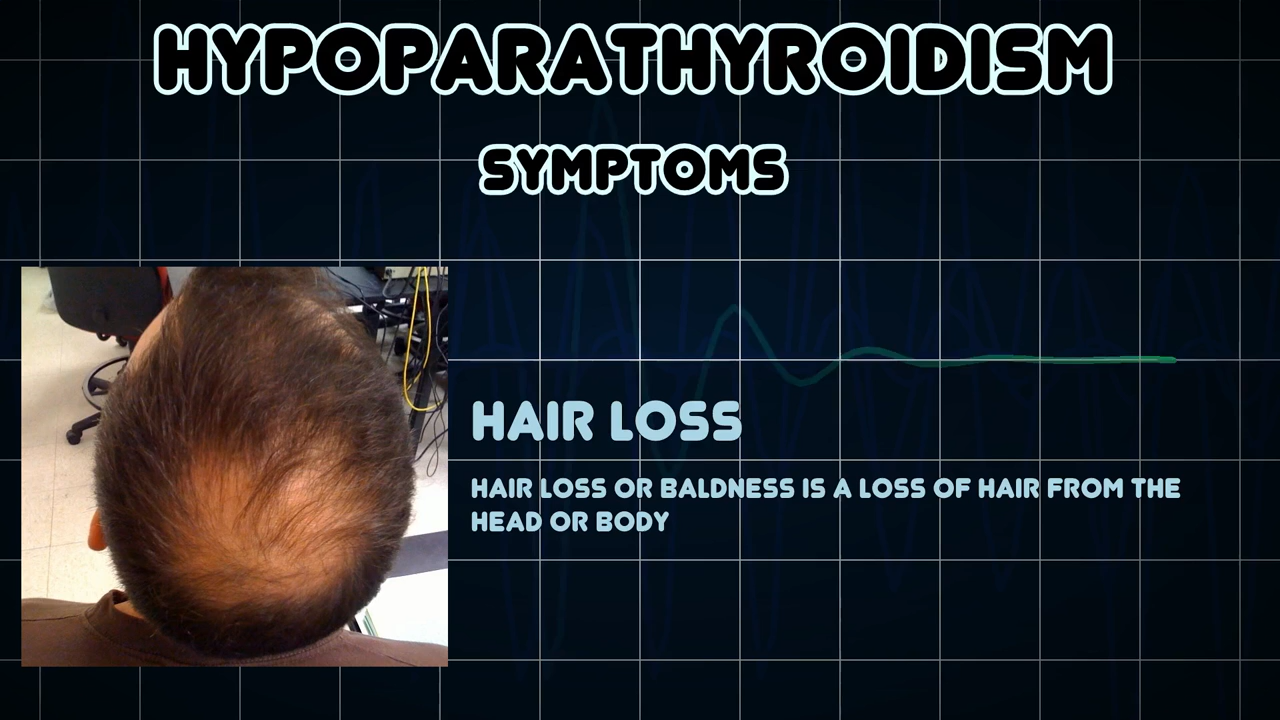 HYPOPARATHYROIDISM
SYMPTOMS
HAIR LOSS
HAIR LOSS OR BALDNESS IS A LOSS OF HAIR FROM THE
HEAD OR BODY